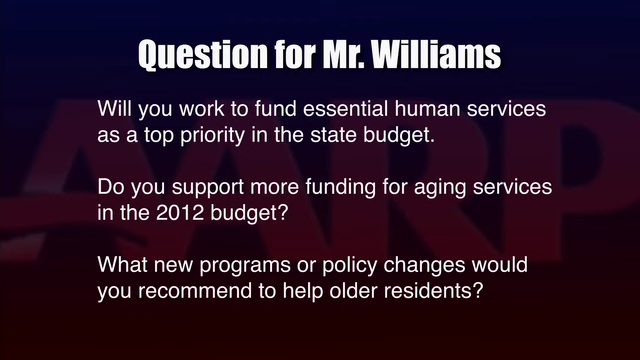 Question for Mr. Williams
Will you work to fund essential human services
as a top priority in the state budget.
Do you support more funding for aging services
in the 2012 budget?
What new programs or policy changes would
you recommend to help older residents?
AARP